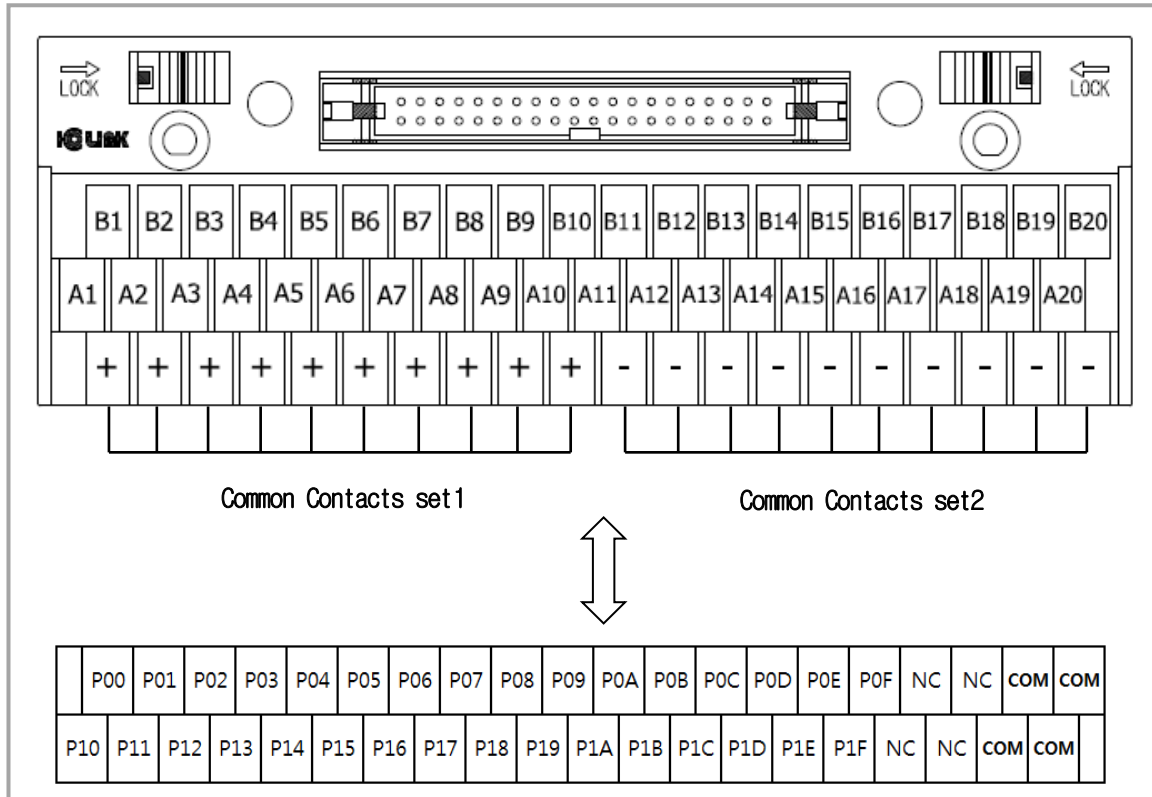 LOCK LOCK
IO LINK
B1 B2 B3 B4 B5 B6 B7 B8 B9 B10 B11 B12 B13 B14 B15 B16 B17 B18 B19 B20
A1 A2 A3 A4 A5 A6 A7 A8 A9 A10 A11 A12 A13 A14 A15 A16 A17 A18 A19 A20
+ + + + + + + + + + - - - - - - - - - -
Common Contacts set1 Common Contacts set2
P00 P01 P02 P03 P04 P05 P06 P07 P08 P09 P0A P0B P0C P0D P0E P0F NC NC COM COM
P10 P11 P12 P13 P14 P15 P16 P17 P18 P19 P1A P1B P1C P1D P1E P1F NC NC COM COM